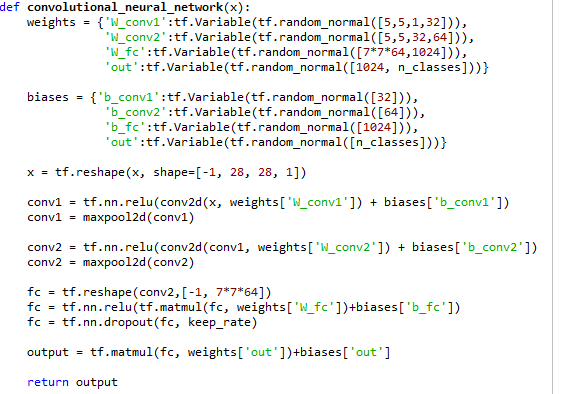 def convolutional_neural_network(x):
    weights = {'W_conv1':tf.Variable(tf.random_normal([5,5,1,32])),
               'W_conv2':tf.Variable(tf.random_normal([5,5,32,64])),
               'W_fc':tf.Variable(tf.random_normal([7*7*64,1024])),
               'out':tf.Variable(tf.random_normal([1024, n_classes]))}

    biases = {'b_conv1':tf.Variable(tf.random_normal([32])),
               'b_conv2':tf.Variable(tf.random_normal([64])),
               'b_fc':tf.Variable(tf.random_normal([1024])),
               'out':tf.Variable(tf.random_normal([n_classes]))}

    x = tf.reshape(x, shape=[-1, 28, 28, 1])

    conv1 = tf.nn.relu(conv2d(x, weights['W_conv1']) + biases['b_conv1'])
    conv1 = maxpool2d(conv1)

    conv2 = tf.nn.relu(conv2d(conv1, weights['W_conv2']) + biases['b_conv2'])
    conv2 = maxpool2d(conv2)

    fc = tf.reshape(conv2,[-1, 7*7*64])
    fc = tf.nn.relu(tf.matmul(fc, weights['W_fc'])+biases['b_fc'])
    fc = tf.nn.dropout(fc, keep_rate)

    output = tf.matmul(fc, weights['out'])+biases['out']

    return output